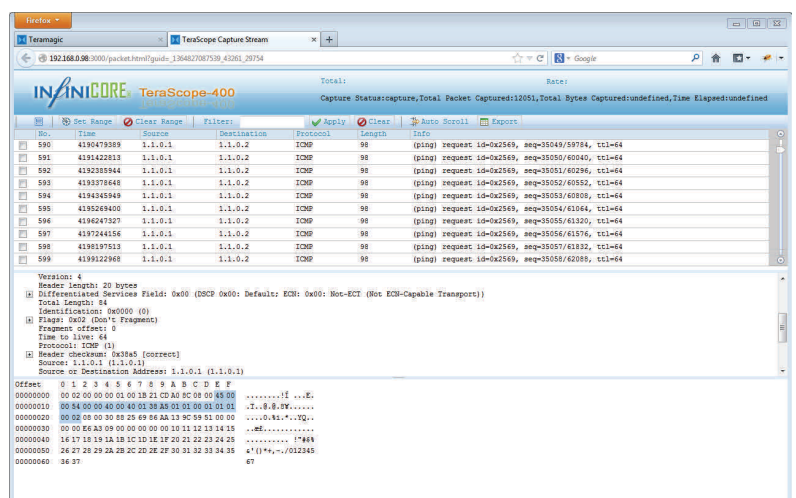 Firefox
Teramagic × TeraScope Capture Stream × +
192.168.0.98:3000/packet.html?guid=_1364827087539_43261_29754 Google
INFINICORE TeraScope-400
Total: Rate:
Capture Status:capture,Total Packet Captured:12051,Total Bytes Captured:undefined,Time Elapsed:undefined
Set Range Clear Range Filter: Apply Clear Auto Scroll Export
No. Time Source Destination Protocol Length Info
590 4190479389 1.1.0.1 1.1.0.2 ICMP 98 (ping) request id=0x2569, seq=35049/59784, ttl=64
591 4191422813 1.1.0.1 1.1.0.2 ICMP 98 (ping) request id=0x2569, seq=35050/60040, ttl=64
592 4192385944 1.1.0.1 1.1.0.2 ICMP 98 (ping) request id=0x2569, seq=35051/60296, ttl=64
593 4193378648 1.1.0.1 1.1.0.2 ICMP 98 (ping) request id=0x2569, seq=35052/60552, ttl=64
594 4194345949 1.1.0.1 1.1.0.2 ICMP 98 (ping) request id=0x2569, seq=35053/60808, ttl=64
595 4195269400 1.1.0.1 1.1.0.2 ICMP 98 (ping) request id=0x2569, seq=35054/61064, ttl=64
596 4196247327 1.1.0.1 1.1.0.2 ICMP 98 (ping) request id=0x2569, seq=35055/61320, ttl=64
597 4197244156 1.1.0.1 1.1.0.2 ICMP 98 (ping) request id=0x2569, seq=35056/61576, ttl=64
598 4198197513 1.1.0.1 1.1.0.2 ICMP 98 (ping) request id=0x2569, seq=35057/61832, ttl=64
599 4199122968 1.1.0.1 1.1.0.2 ICMP 98 (ping) request id=0x2569, seq=35058/62088, ttl=64
Version: 4
Header length: 20 bytes
Differentiated Services Field: 0x00 (DSCP 0x00: Default; ECN: 0x00: Not-ECT (Not ECN-Capable Transport))
Total Length: 84
Identification: 0x0000 (0)
Flags: 0x02 (Don't Fragment)
Fragment offset: 0
Time to live: 64
Protocol: ICMP (1)
Header checksum: 0x38a5 [correct]
Source: 1.1.0.1 (1.1.0.1)
Source or Destination Address: 1.1.0.1 (1.1.0.1)
Offset 0 1 2 3 4 5 6 7 8 9 A B C D E F
00000000 00 02 00 00 00 01 00 1B 21 CD A0 8C 08 00 45 00 ........!Í ...E.
00000010 00 54 00 00 40 00 40 01 38 A5 01 01 00 01 01 01 .T..@.@.8¥......
00000020 00 02 08 00 30 88 25 69 86 AA 13 9C 59 51 00 00 ....0.%i.ª..YQ..
00000030 00 00 E6 A3 09 00 00 00 00 00 10 11 12 13 14 15 ..æ£............
00000040 16 17 18 19 1A 1B 1C 1D 1E 1F 20 21 22 23 24 25 .......... !"#$%
00000050 26 27 28 29 2A 2B 2C 2D 2E 2F 30 31 32 33 34 35 &'()*+,-./012345
00000060 36 37 67